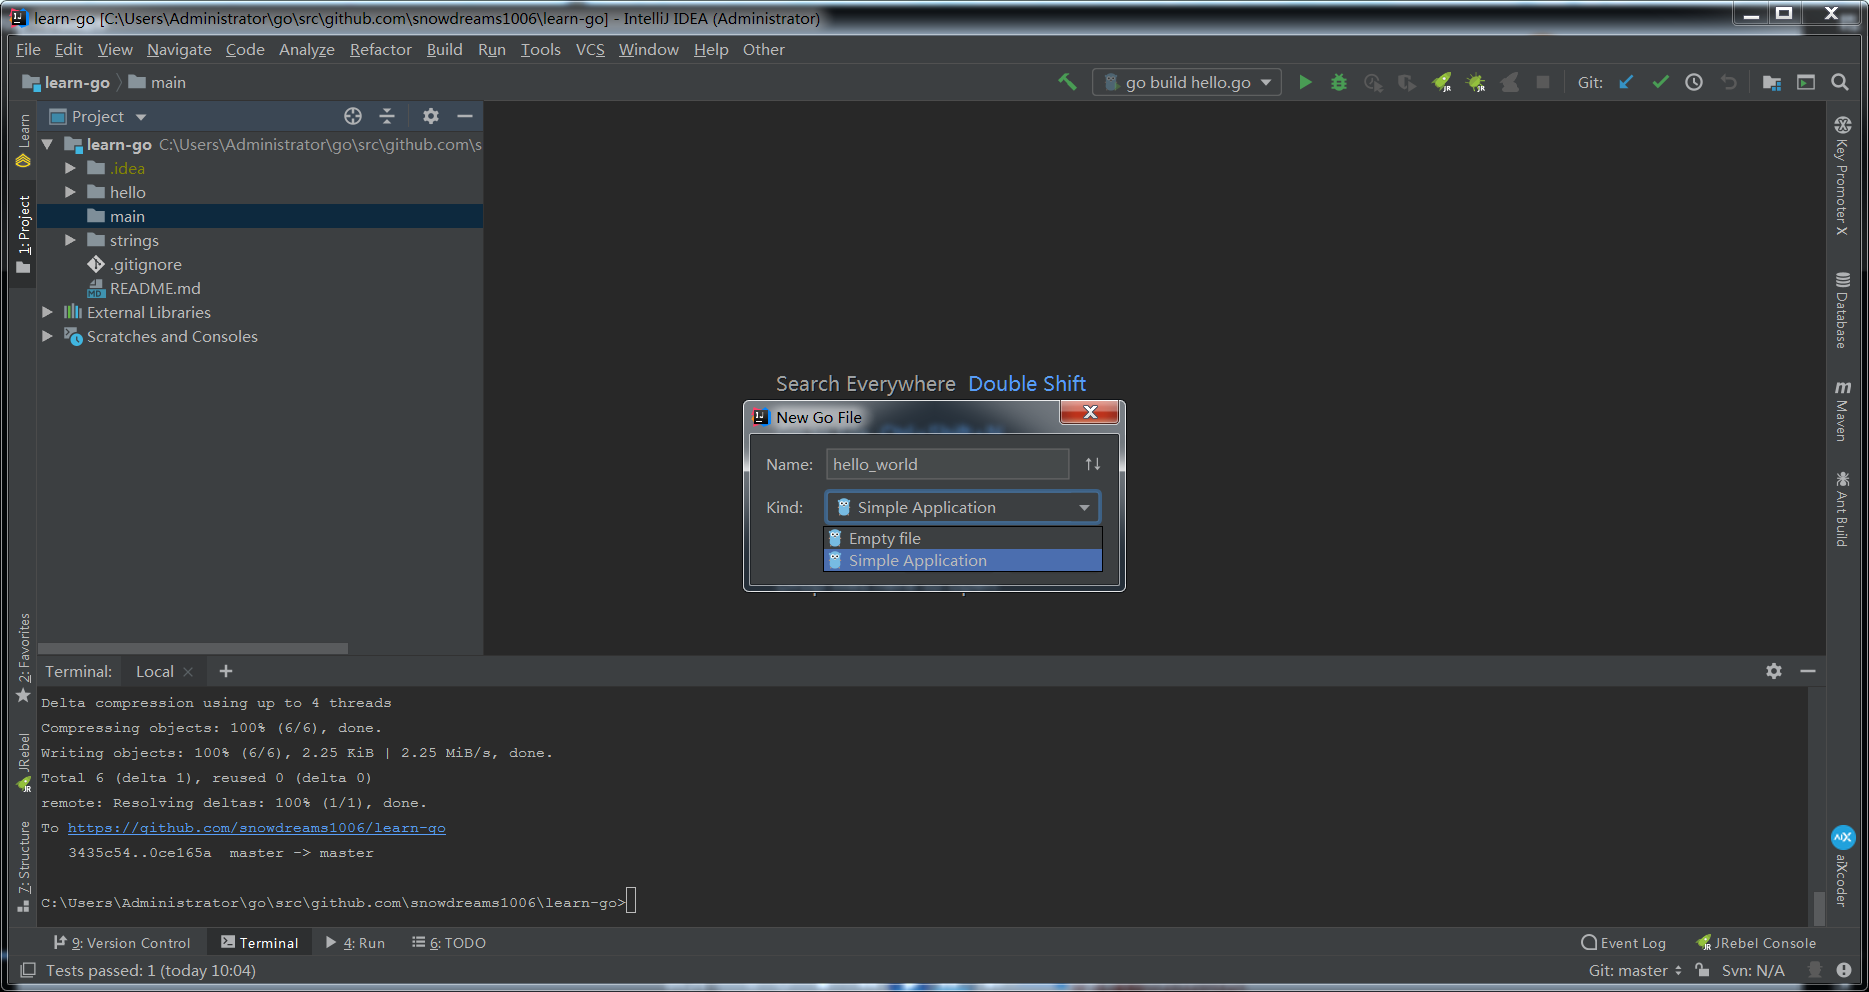 learn-go [C:\Users\Administrator\go\src\github.com\snowdreams1006\learn-go] - IntelliJ IDEA (Administrator)
File Edit View Navigate Code Analyze Refactor Build Run Tools VCS Window Help Other
learn-go main go build hello.go Git:
Project
learn-go C:\Users\Administrator\go\src\github.com\s
.idea
hello
main
strings
.gitignore
README.md
External Libraries
Scratches and Consoles
Learn
1: Project
2: Favorites
JRebel
Z: Structure
Search Everywhere Double Shift
New Go File
Name: hello_world
Kind: Simple Application
Empty file
Simple Application
Key Promoter X
Database
Maven
Ant Build
aiXcoder
Terminal: Local
Delta compression using up to 4 threads
Compressing objects: 100% (6/6), done.
Writing objects: 100% (6/6), 2.25 KiB | 2.25 MiB/s, done.
Total 6 (delta 1), reused 0 (delta 0)
remote: Resolving deltas: 100% (1/1), done.
To https://github.com/snowdreams1006/learn-go
3435c54..0ce165a master -> master
C:\Users\Administrator\go\src\github.com\snowdreams1006\learn-go>
9: Version Control Terminal 4: Run 6: TODO Event Log JRebel Console
Tests passed: 1 (today 10:04) Git: master Svn: N/A